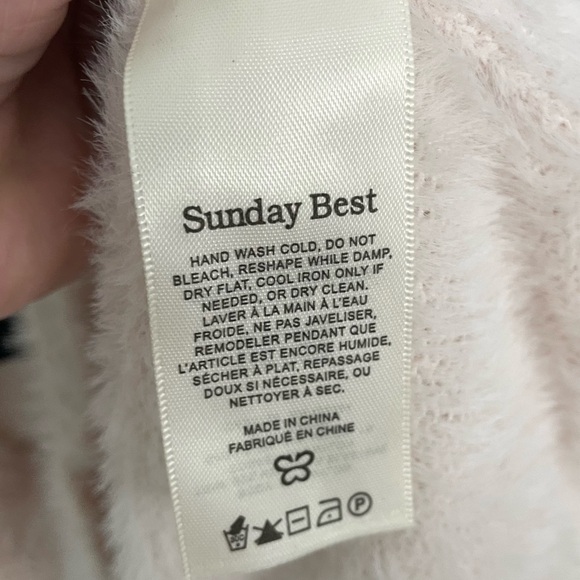 Sunday Best
HAND WASH COLD, DO NOT
BLEACH, RESHAPE WHILE DAMP,
DRY FLAT, COOL IRON ONLY IF
NEEDED, OR DRY CLEAN.
LAVER À LA MAIN À L'EAU
FROIDE, NE PAS JAVELISER,
REMODELER PENDANT QUE
L'ARTICLE EST ENCORE HUMIDE,
SÉCHER À PLAT, REPASSAGE
DOUX SI NÉCESSAIRE, OU
NETTOYER À SEC.
MADE IN CHINA
FABRIQUÉ EN CHINE